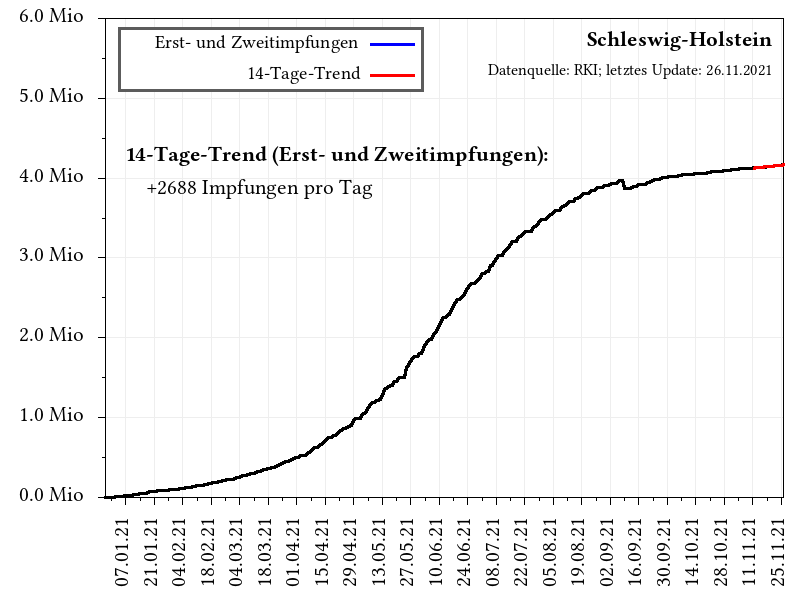 6.0 Mio
5.0 Mio
4.0 Mio
3.0 Mio
2.0 Mio
1.0 Mio
0.0 Mio
Erst- und Zweitimpfungen
14-Tage-Trend
Schleswig-Holstein
Datenquelle: RKI; letztes Update: 26.11.2021
14-Tage-Trend (Erst- und Zweitimpfungen):
+2688 Impfungen pro Tag
07.01.21
21.01.21
04.02.21
18.02.21
04.03.21
18.03.21
01.04.21
15.04.21
29.04.21
13.05.21
27.05.21
10.06.21
24.06.21
08.07.21
22.07.21
05.08.21
19.08.21
02.09.21
16.09.21
30.09.21
14.10.21
28.10.21
11.11.21
25.11.21